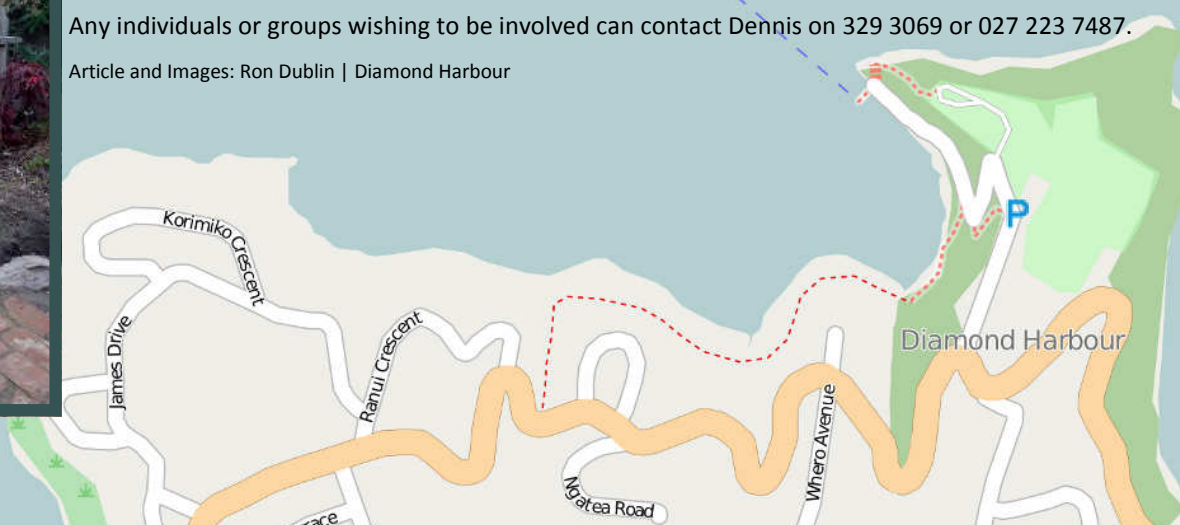 Any individuals or groups wishing to be involved can contact Dennis on 329 3069 or 027 223 7487.
Article and Images: Ron Dublin | Diamond Harbour
P
Korimiko Crescent
James Drive
Ranui Crescent
Diamond Harbour
Whero Avenue
Ngatea Road